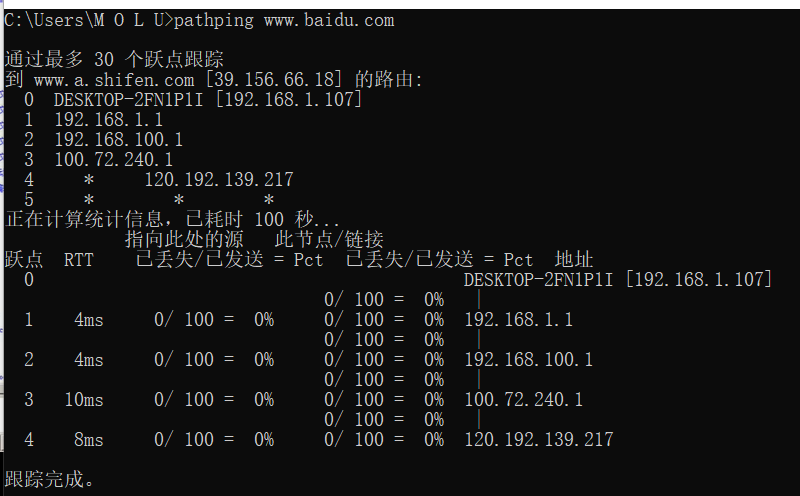 C:\Users\M O L U>pathping www.baidu.com
通过最多 30 个跃点跟踪
到 www.a.shifen.com [39.156.66.18] 的路由:
0 DESKTOP-2FN1P1I [192.168.1.107]
1 192.168.1.1
2 192.168.100.1
3 100.72.240.1
4 * 120.192.139.217
5 * * *
正在计算统计信息，已耗时 100 秒...
指向此处的源 此节点/链接
跃点 RTT 已丢失/已发送 = Pct 已丢失/已发送 = Pct 地址
0 DESKTOP-2FN1P1I [192.168.1.107]
0/ 100 = 0% |
1 4ms 0/ 100 = 0% 0/ 100 = 0% 192.168.1.1
0/ 100 = 0% |
2 4ms 0/ 100 = 0% 0/ 100 = 0% 192.168.100.1
0/ 100 = 0% |
3 10ms 0/ 100 = 0% 0/ 100 = 0% 100.72.240.1
0/ 100 = 0% |
4 8ms 0/ 100 = 0% 0/ 100 = 0% 120.192.139.217
跟踪完成。